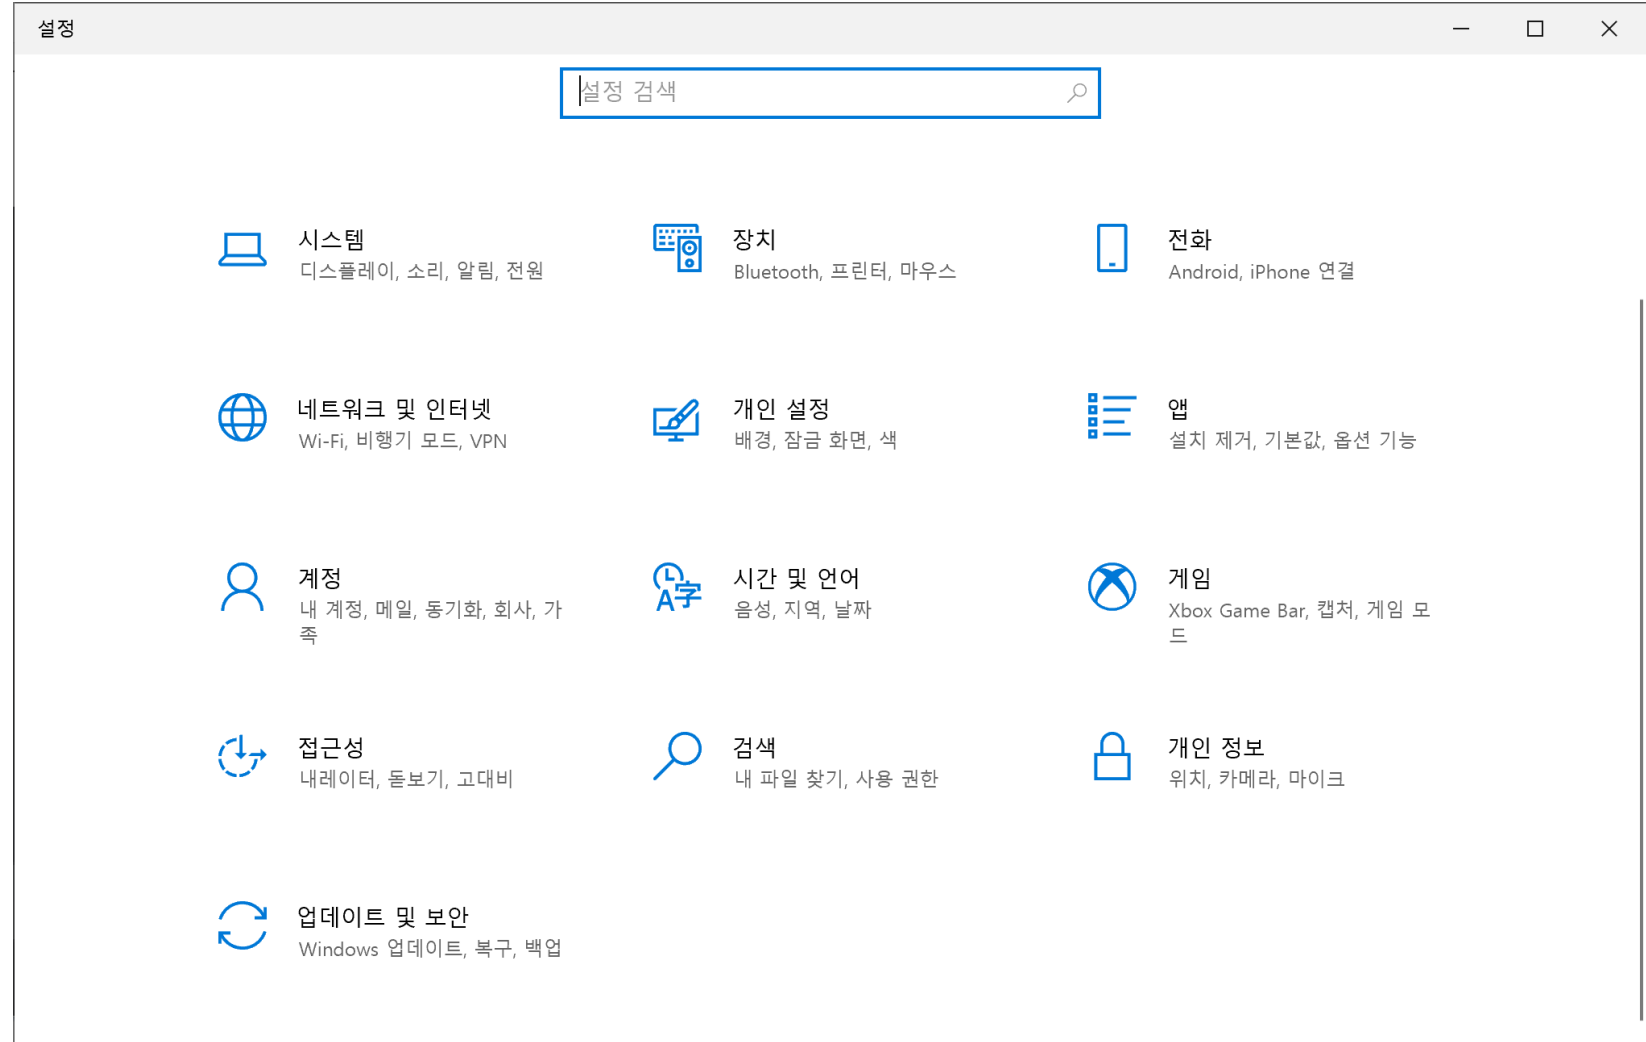 설정
설정 검색
시스템
디스플레이, 소리, 알림, 전원
장치
Bluetooth, 프린터, 마우스
전화
Android, iPhone 연결
네트워크 및 인터넷
Wi-Fi, 비행기 모드, VPN
개인 설정
배경, 잠금 화면, 색
앱
설치 제거, 기본값, 옵션 기능
계정
내 계정, 메일, 동기화, 회사, 가
족
시간 및 언어
음성, 지역, 날짜
게임
Xbox Game Bar, 캡처, 게임 모
드
접근성
내레이터, 돋보기, 고대비
검색
내 파일 찾기, 사용 권한
개인 정보
위치, 카메라, 마이크
업데이트 및 보안
Windows 업데이트, 복구, 백업